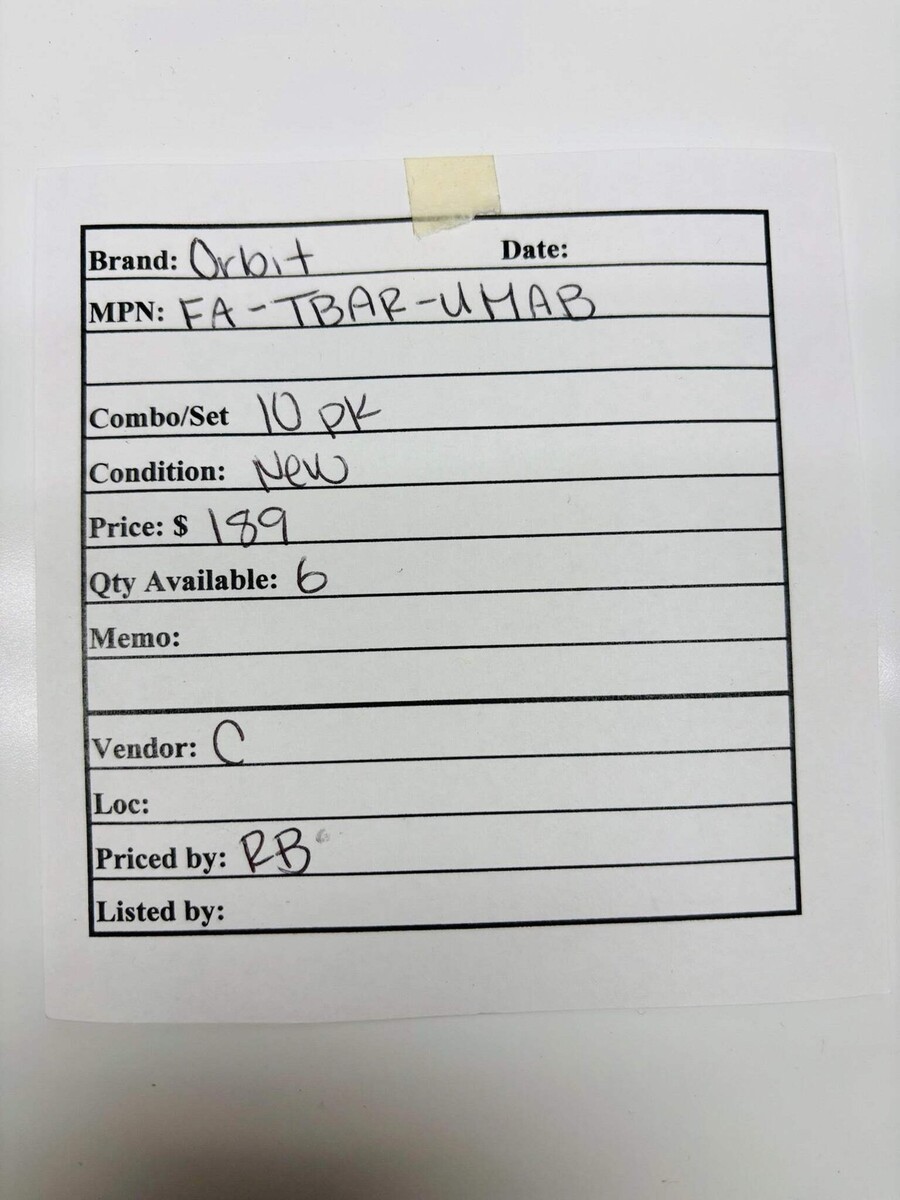 Brand: Orbit Date:
MPN: FA-TBAR-UMAB
Combo/Set 10 pk
Condition: New
Price: $ 189
Qty Available: 6
Memo:
Vendor: C
Loc:
Priced by: RB
Listed by: